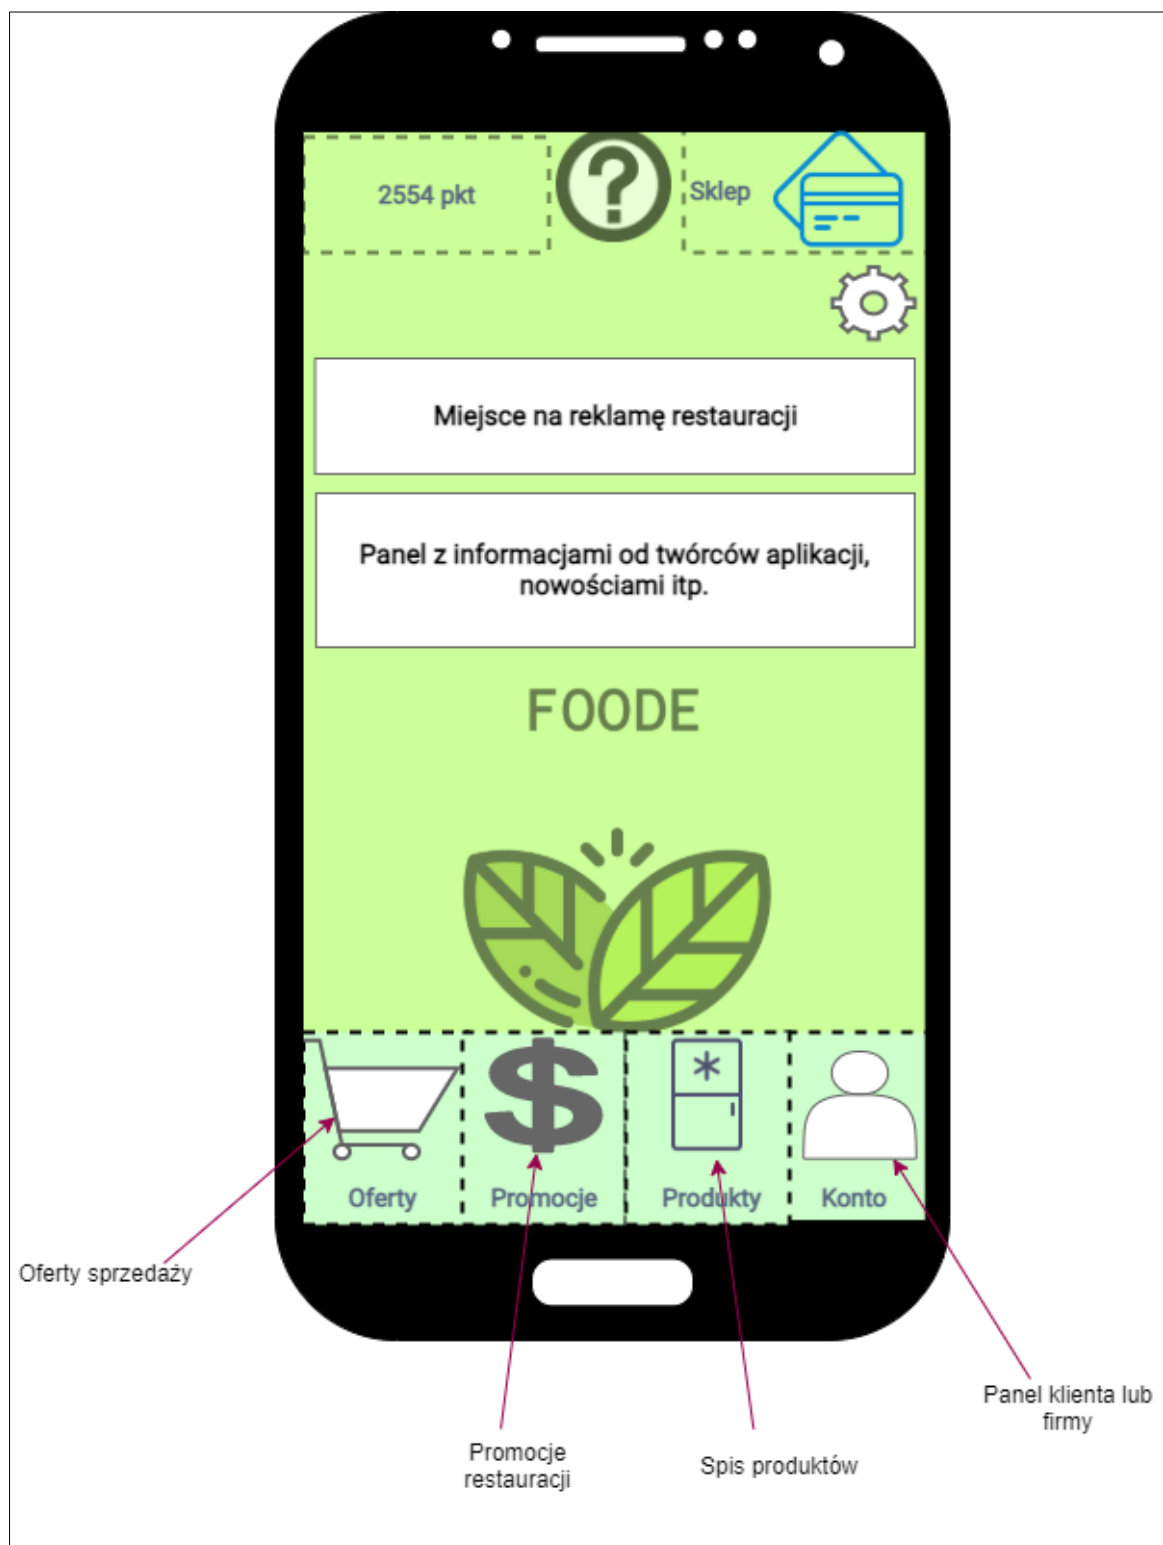 2554 pkt
Sklep
Miejsce na reklamę restauracji
Panel z informacjami od twórców aplikacji,
nowościami itp.
FOODE
Oferty
Promocje
Produkty
Konto
Oferty sprzedaży
Promocje
restauracji
Spis produktów
Panel klienta lub
firmy